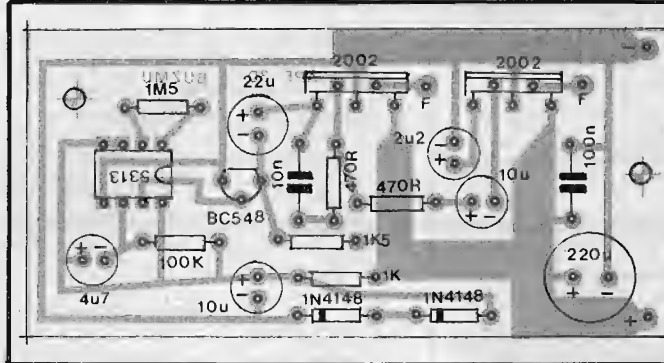 2002
2002
1M5
22u
F
F
+
-
2u2
-
+
100n
5313
10n
470R
470R
10u
+ -
BC548
+ -
4u7
100K
1K5
220u
+ -
1K
+
-
10u
1N4148
1N4148
-
+